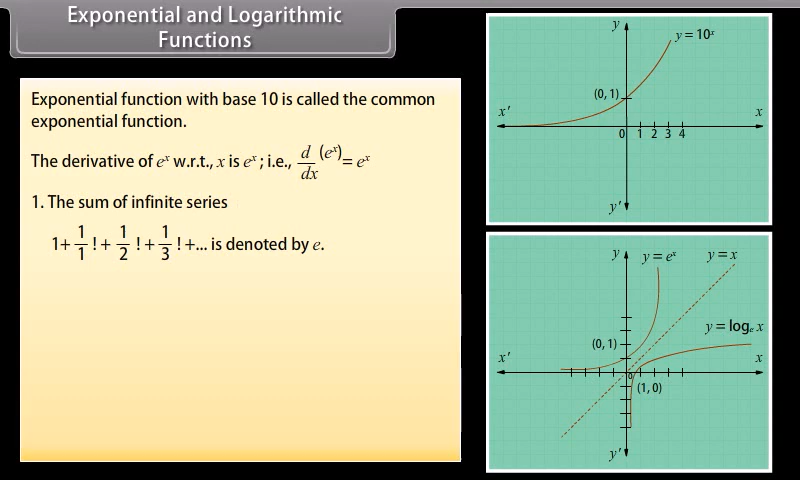 Exponential and Logarithmic
Functions
Exponential function with base 10 is called the common
exponential function.
The derivative of eˣ w.r.t., x is eˣ ; i.e., d/dx (eˣ) = eˣ
1. The sum of infinite series
1+ 1/1 ! + 1/2 ! + 1/3 ! +... is denoted by e.
y
y = 10ˣ
(0, 1)
x′
x
0 1 2 3 4
y′
y
y = eˣ
y = x
y = logₑ x
(0, 1)
x′
x
0
(1, 0)
y′